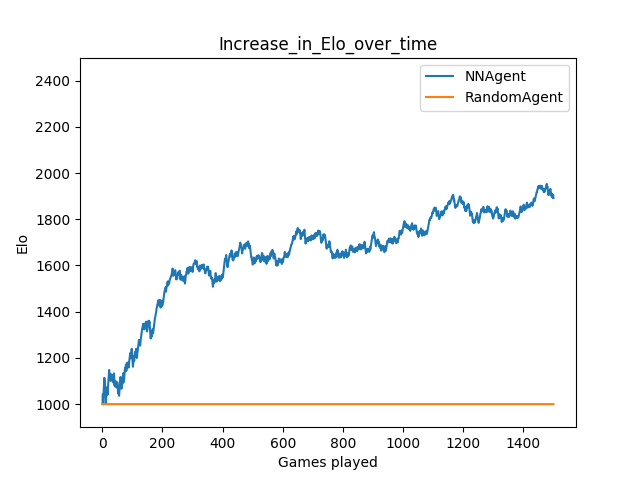 Increase_in_Elo_over_time
NNAgent
RandomAgent
2400
2200
2000
1800
1600
1400
1200
1000
Elo
0 200 400 600 800 1000 1200 1400
Games played